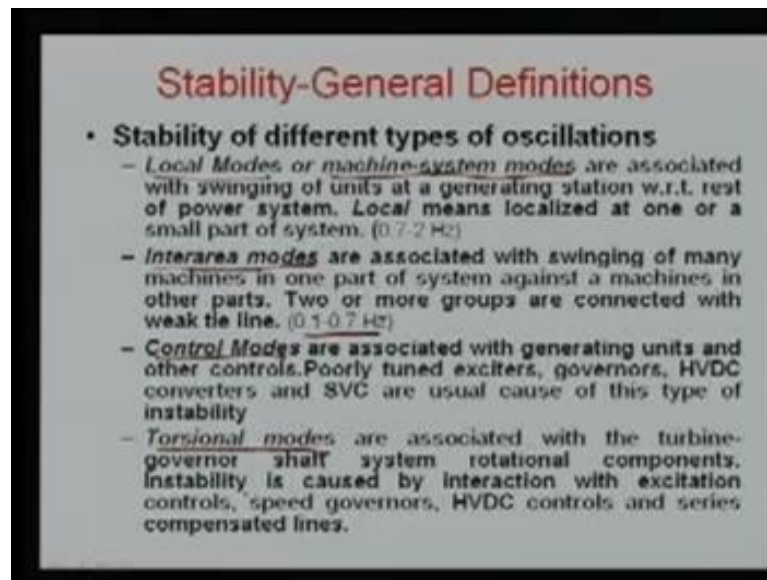 Stability-General Definitions
• Stability of different types of oscillations
– Local Modes or machine-system modes are associated
with swinging of units at a generating station w.r.t. rest
of power system. Local means localized at one or a
small part of system. (0.7-2 Hz)
– Interarea modes are associated with swinging of many
machines in one part of system against a machines in
other parts. Two or more groups are connected with
weak tie line. (0.1-0.7 Hz)
– Control Modes are associated with generating units and
other controls.Poorly tuned exciters, governors, HVDC
converters and SVC are usual cause of this type of
instability
– Torsional modes are associated with the turbine-
governor shaft system rotational components.
Instability is caused by interaction with excitation
controls, speed governors, HVDC controls and series
compensated lines.